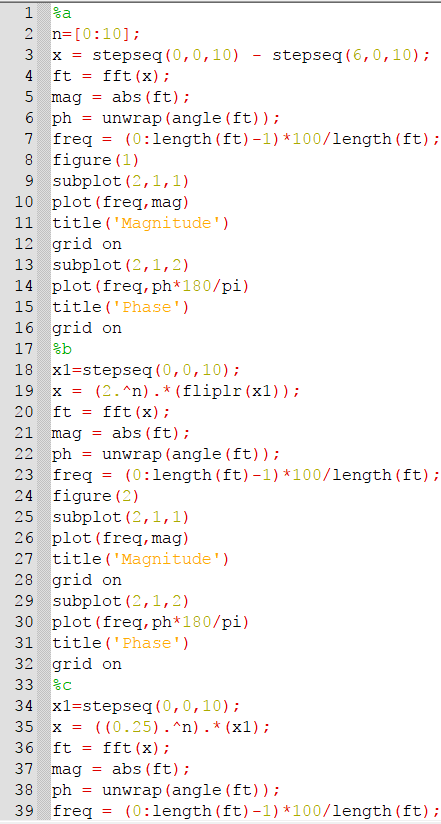 1 %a
2 n=[0:10];
3 x = stepseq(0,0,10) - stepseq(6,0,10);
4 ft = fft(x);
5 mag = abs(ft);
6 ph = unwrap(angle(ft));
7 freq = (0:length(ft)-1)*100/length(ft);
8 figure(1)
9 subplot(2,1,1)
10 plot(freq,mag)
11 title('Magnitude')
12 grid on
13 subplot(2,1,2)
14 plot(freq,ph*180/pi)
15 title('Phase')
16 grid on
17 %b
18 x1=stepseq(0,0,10);
19 x = (2.^n).*(fliplr(x1));
20 ft = fft(x);
21 mag = abs(ft);
22 ph = unwrap(angle(ft));
23 freq = (0:length(ft)-1)*100/length(ft);
24 figure(2)
25 subplot(2,1,1)
26 plot(freq,mag)
27 title('Magnitude')
28 grid on
29 subplot(2,1,2)
30 plot(freq,ph*180/pi)
31 title('Phase')
32 grid on
33 %c
34 x1=stepseq(0,0,10);
35 x = ((0.25).^n).*(x1);
36 ft = fft(x);
37 mag = abs(ft);
38 ph = unwrap(angle(ft));
39 freq = (0:length(ft)-1)*100/length(ft);